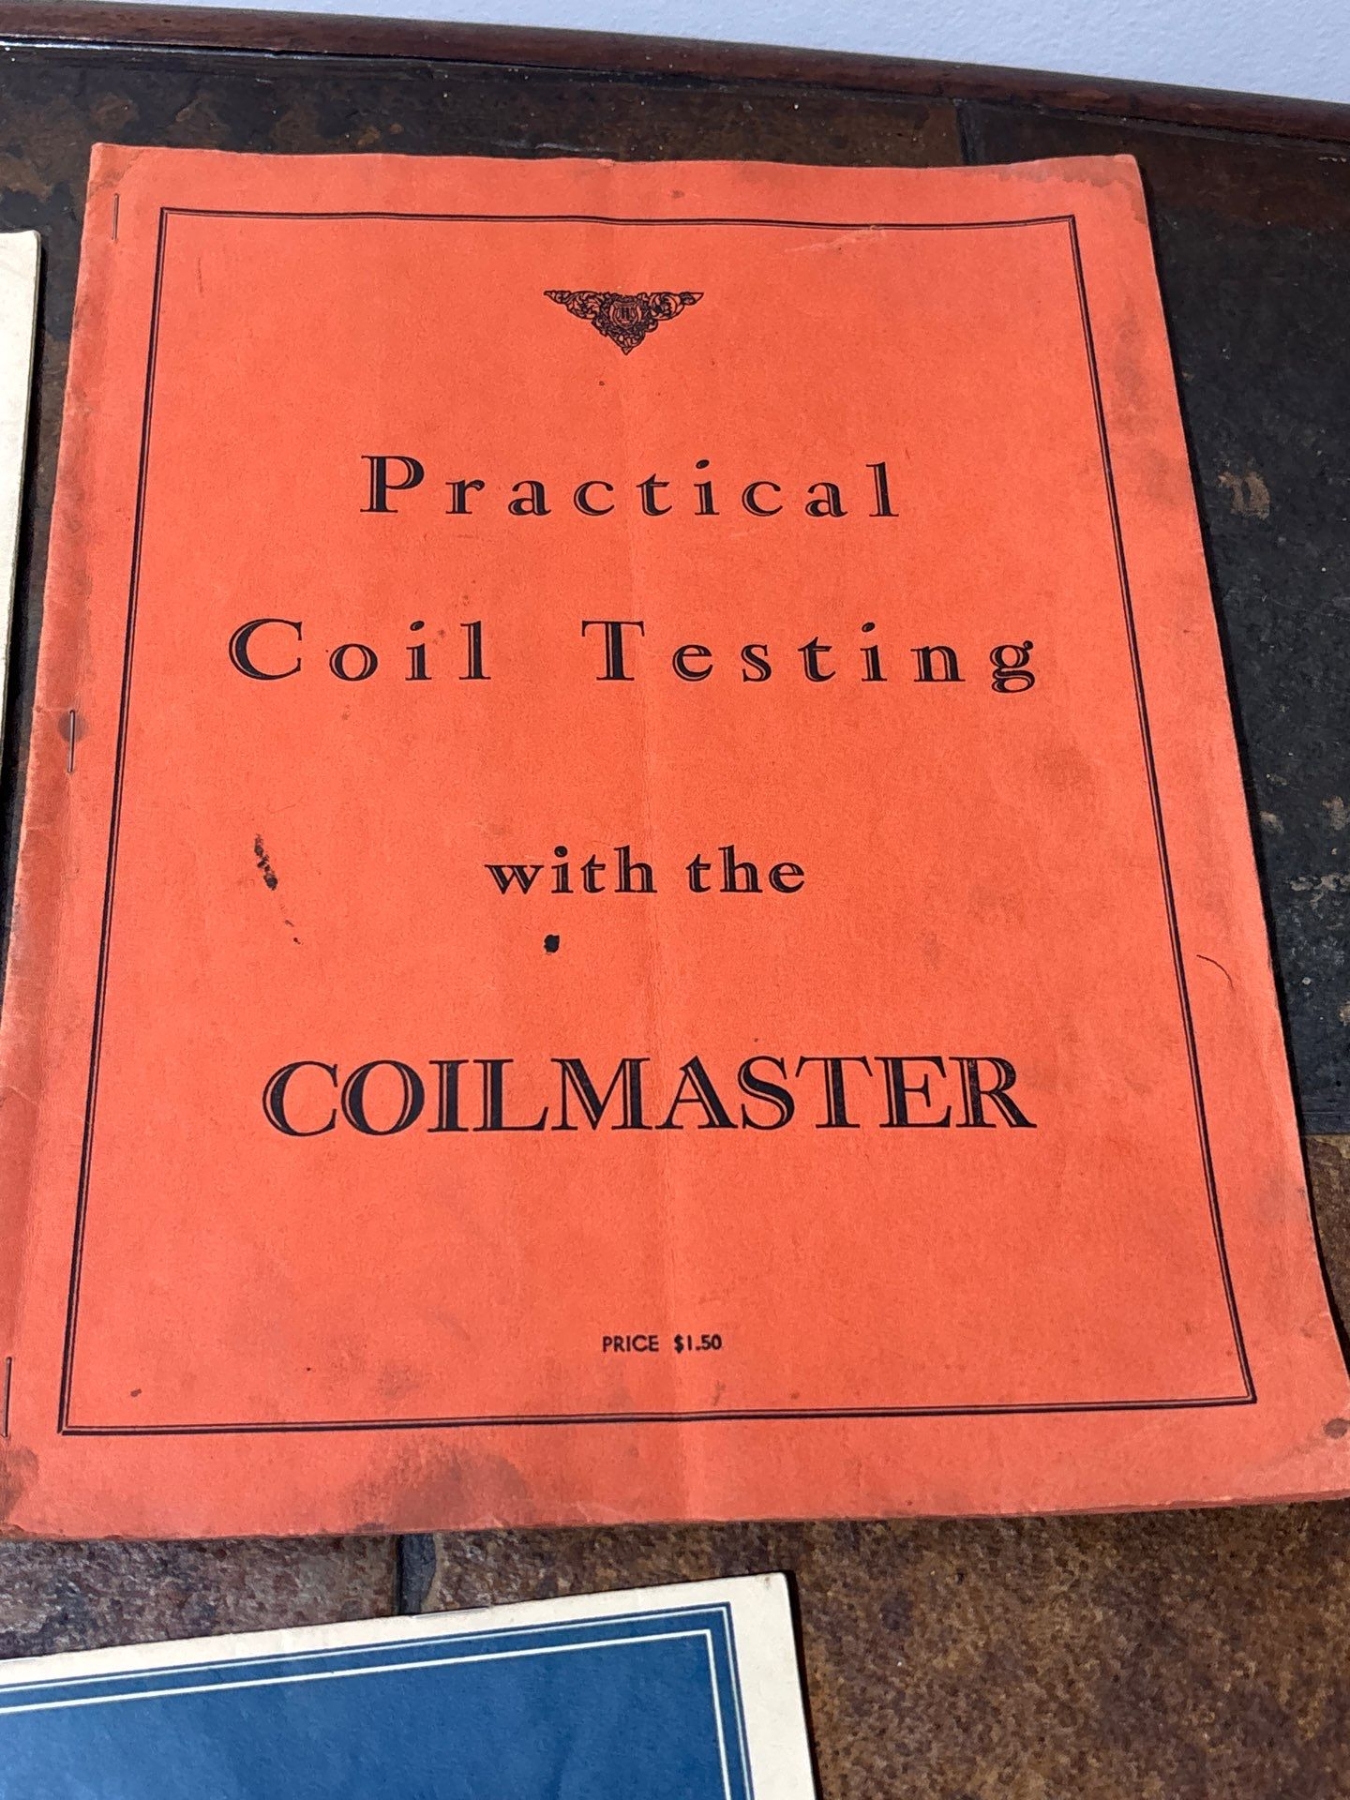 Practical
Coil Testing
with the
COILMASTER
PRICE $1.50